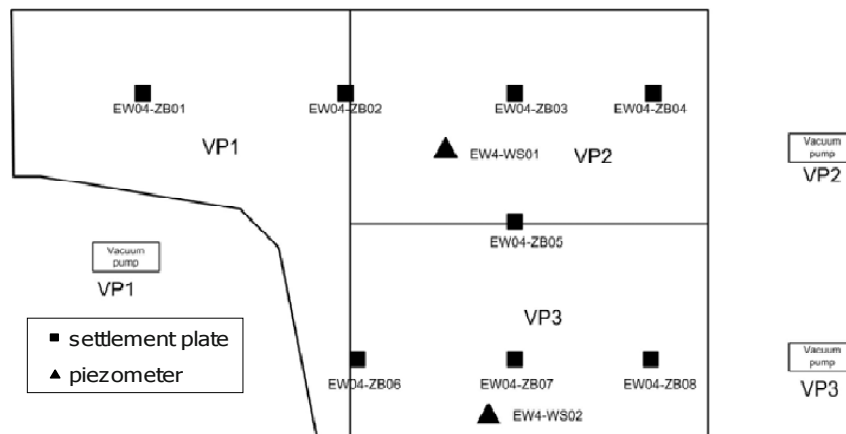 EW04-ZB01
EW04-ZB02
EW04-ZB03
EW04-ZB04
VP1
EW4-WS01
VP2
Vacuum
pump
VP2
EW04-ZB05
Vacuum
pump
VP1
VP3
settlement plate
piezometer
EW04-ZB06
EW04-ZB07
EW04-ZB08
EW4-WS02
Vacuum
pump
VP3